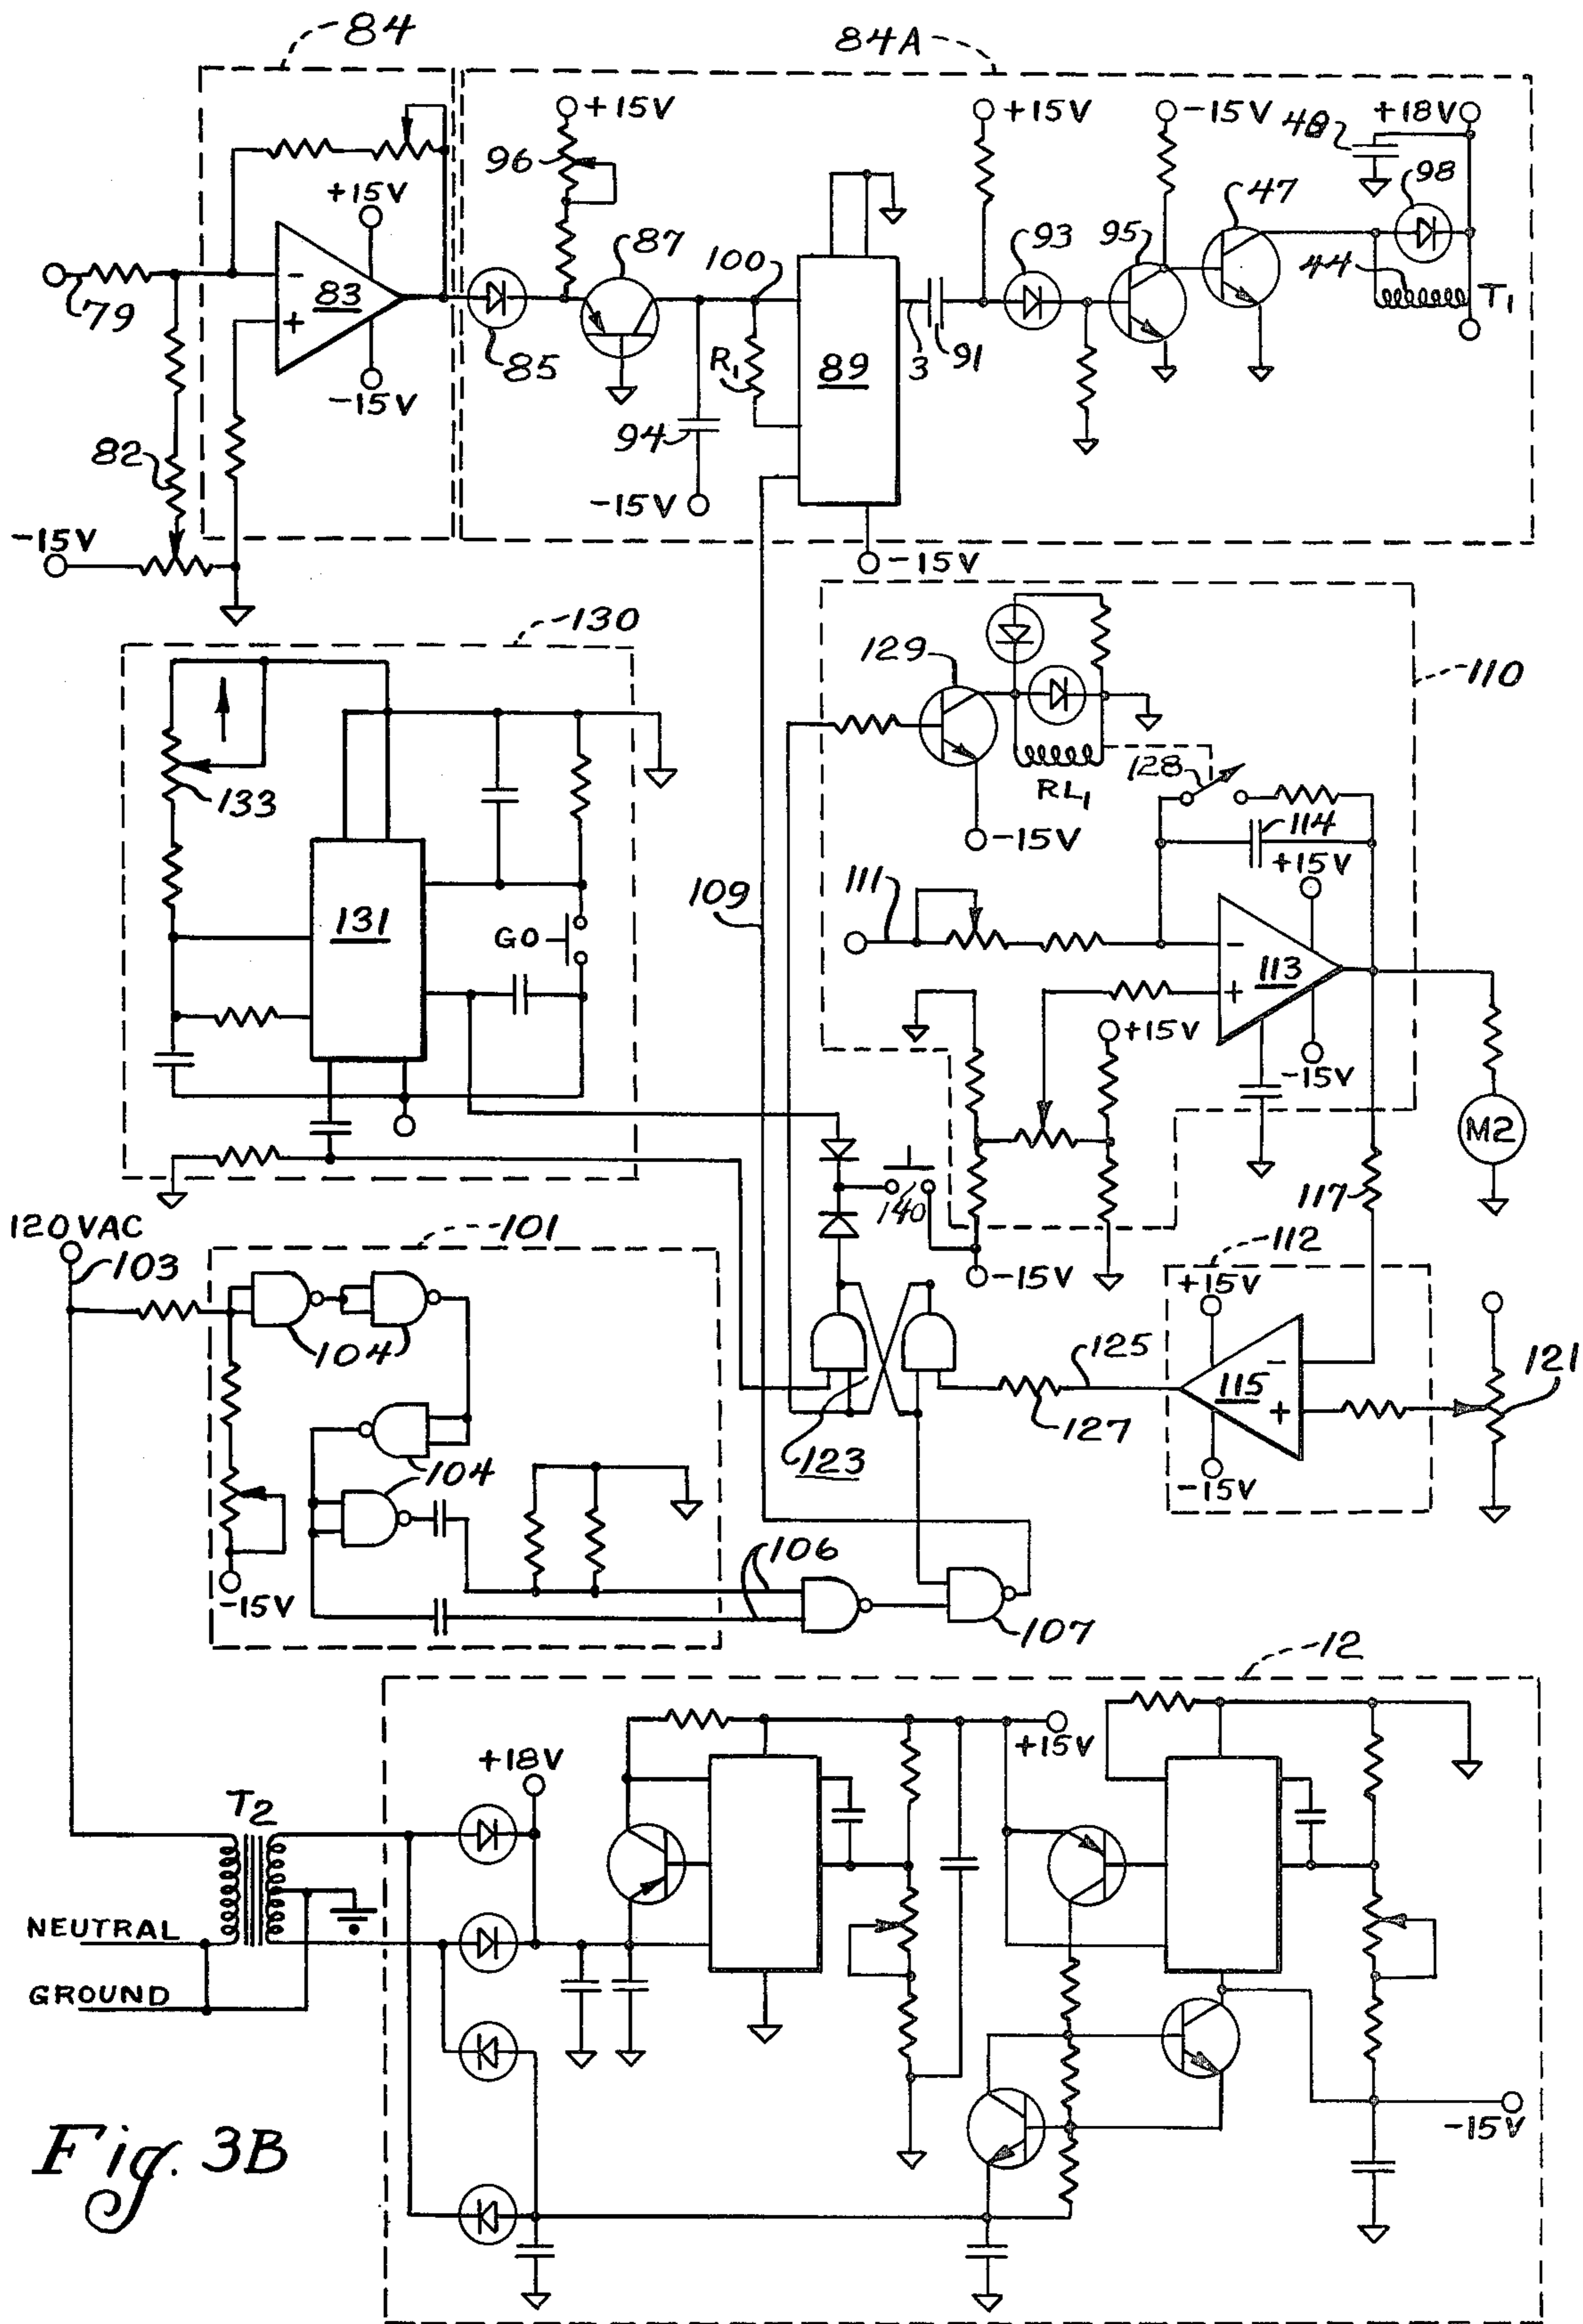 84
84A
+15V
+15V
-15V
48
+18V
96
+15V
87
100
93
95
47
98
79
83
-
+
-15V
85
R1
94
89
3
91
44
T1
82
-15V
-15V
-15V
130
110
129
133
RL1
128
-15V
114
+15V
109
111
131
GO
-
113
+
+15V
-15V
M2
140
117
120VAC
103
101
-15V
112
+15V
104
125
-
115
+
121
127
123
-15V
104
106
-15V
107
12
+18V
+15V
T2
NEUTRAL
GROUND
-15V
Fig. 3B